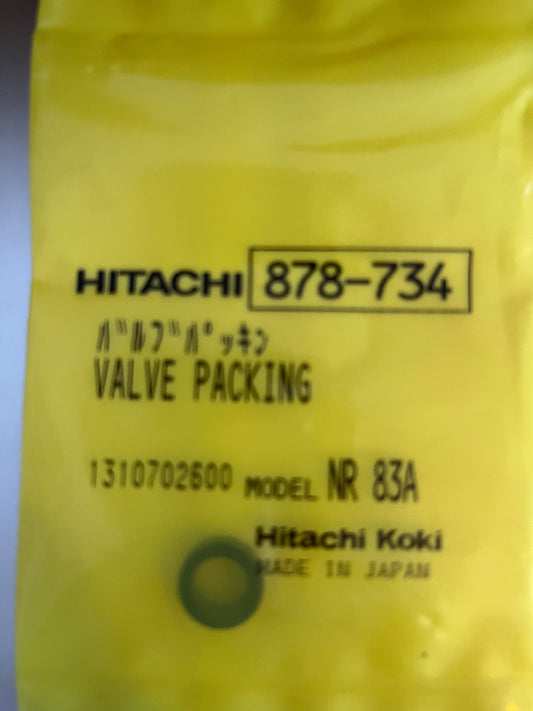 HITACHI 878-734
ﾊﾞﾙﾌﾞﾊﾟｯｷﾝ
VALVE PACKING
1310702600 MODEL NR 83A
Hitachi Koki
MADE IN JAPAN